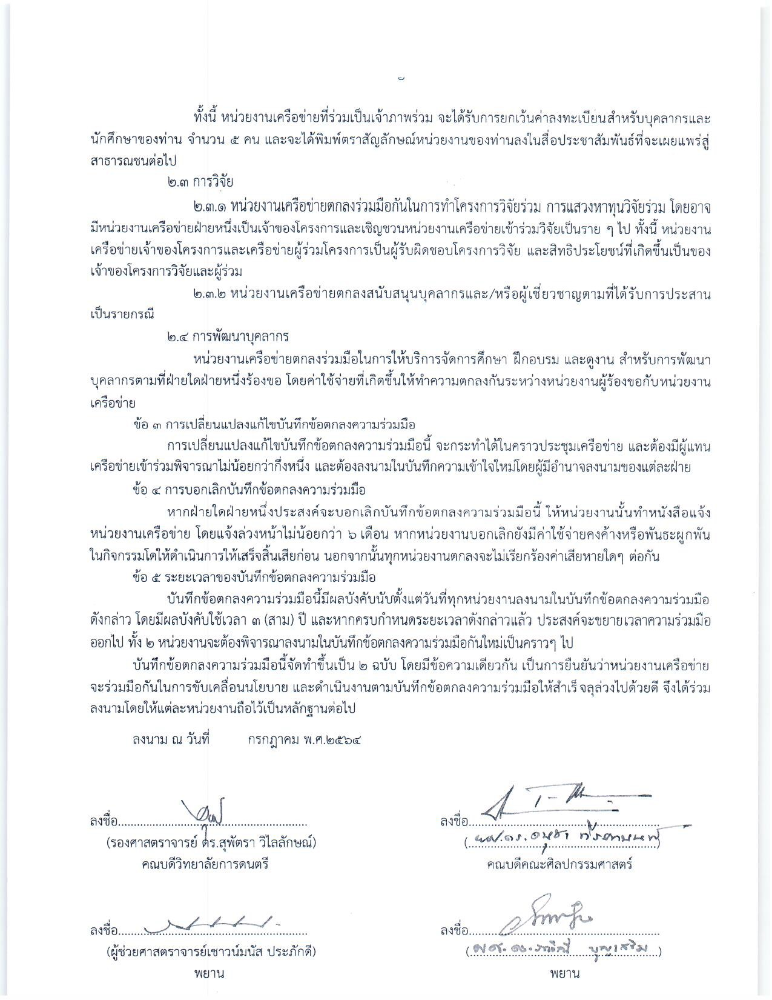 ทั้งนี้ หน่วยงานเครือข่ายที่ร่วมเป็นเจ้าภาพร่วม จะได้รับการยกเว้นค่าลงทะเบียนสำหรับบุคลากรและ
นักศึกษาของท่าน จำนวน ๕ คน และจะได้พิมพ์ตราสัญลักษณ์หน่วยงานของท่านลงในสื่อประชาสัมพันธ์ที่จะเผยแพร่สู่
สาธารณชนต่อไป
๒.๓ การวิจัย
๒.๓.๑ หน่วยงานเครือข่ายตกลงร่วมมือกันในการทำโครงการวิจัยร่วม การแสวงหาทุนวิจัยร่วม โดยอาจ
มีหน่วยงานเครือข่ายฝ่ายหนึ่งเป็นเจ้าของโครงการและเชิญชวนหน่วยงานเครือข่ายเข้าร่วมวิจัยเป็นราย ๆ ไป ทั้งนี้ หน่วยงาน
เครือข่ายเจ้าของโครงการและเครือข่ายผู้ร่วมโครงการเป็นผู้รับผิดชอบโครงการวิจัย และสิทธิประโยชน์ที่เกิดขึ้นเป็นของ
เจ้าของโครงการวิจัยและผู้ร่วม
๒.๓.๒ หน่วยงานเครือข่ายตกลงสนับสนุนบุคลากรและ/หรือผู้เชี่ยวชาญตามที่ได้รับการประสาน
เป็นรายกรณี
๒.๔ การพัฒนาบุคลากร
หน่วยงานเครือข่ายตกลงร่วมมือในการให้บริการจัดการศึกษา ฝึกอบรม และดูงาน สำหรับการพัฒนา
บุคลากรตามที่ฝ่ายใดฝ่ายหนึ่งร้องขอ โดยค่าใช้จ่ายที่เกิดขึ้นให้ทำความตกลงกันระหว่างหน่วยงานผู้ร้องขอกับหน่วยงาน
เครือข่าย
ข้อ ๓ การเปลี่ยนแปลงแก้ไขบันทึกข้อตกลงความร่วมมือ
การเปลี่ยนแปลงแก้ไขบันทึกข้อตกลงความร่วมมือนี้ จะกระทำได้ในคราวประชุมเครือข่าย และต้องมีผู้แทน
เครือข่ายเข้าร่วมพิจารณาไม่น้อยกว่ากึ่งหนึ่ง และต้องลงนามในบันทึกความเข้าใจใหม่โดยผู้มีอำนาจลงนามของแต่ละฝ่าย
ข้อ ๔ การบอกเลิกบันทึกข้อตกลงความร่วมมือ
หากฝ่ายใดฝ่ายหนึ่งประสงค์จะบอกเลิกบันทึกข้อตกลงความร่วมมือนี้ ให้หน่วยงานนั้นทำหนังสือแจ้ง
หน่วยงานเครือข่าย โดยแจ้งล่วงหน้าไม่น้อยกว่า ๖ เดือน หากหน่วยงานบอกเลิกยังมีค่าใช้จ่ายคงค้างหรือพันธะผูกพัน
ในกิจกรรมโดให้ดำเนินการให้เสร็จสิ้นเสียก่อน นอกจากนั้นทุกหน่วยงานตกลงจะไม่เรียกร้องค่าเสียหายใดๆ ต่อกัน
ข้อ ๕ ระยะเวลาของบันทึกข้อตกลงความร่วมมือ
บันทึกข้อตกลงความร่วมมือนี้มีผลบังคับนับตั้งแต่วันที่ทุกหน่วยงานลงนามในบันทึกข้อตกลงความร่วมมือ
ดังกล่าว โดยมีผลบังคับใช้เวลา ๓ (สาม) ปี และหากครบกำหนดระยะเวลาดังกล่าวแล้ว ประสงค์จะขยายเวลาความร่วมมือ
ออกไป ทั้ง ๒ หน่วยงานจะต้องพิจารณาลงนามในบันทึกข้อตกลงความร่วมมือกันใหม่เป็นคราวๆ ไป
บันทึกข้อตกลงความร่วมมือนี้จัดทำขึ้นเป็น ๒ ฉบับ โดยมีข้อความเดียวกัน เป็นการยืนยันว่าหน่วยงานเครือข่าย
จะร่วมมือกันในการขับเคลื่อนนโยบาย และดำเนินงานตามบันทึกข้อตกลงความร่วมมือให้สำเร็จลุล่วงไปด้วยดี จึงได้ร่วม
ลงนามโดยให้แต่ละหน่วยงานถือไว้เป็นหลักฐานต่อไป
ลงนาม ณ วันที่ กรกฎาคม พ.ศ.๒๕๖๔
ลงชื่อ.......................................................... ลงชื่อ..........................................................
(รองศาสตราจารย์ ดร.สุพัตรา วิไลลักษณ์) (ผศ.ดร.อนุชา
คณบดีวิทยาลัยการดนตรี คณบดีคณะศิลปกรรมศาสตร์
ลงชื่อ.......................................................... ลงชื่อ..........................................................
(ผู้ช่วยศาสตราจารย์เชาวน์มนัส ประภักดี) (ผศ.ดร. บุญเสริม)
พยาน พยาน